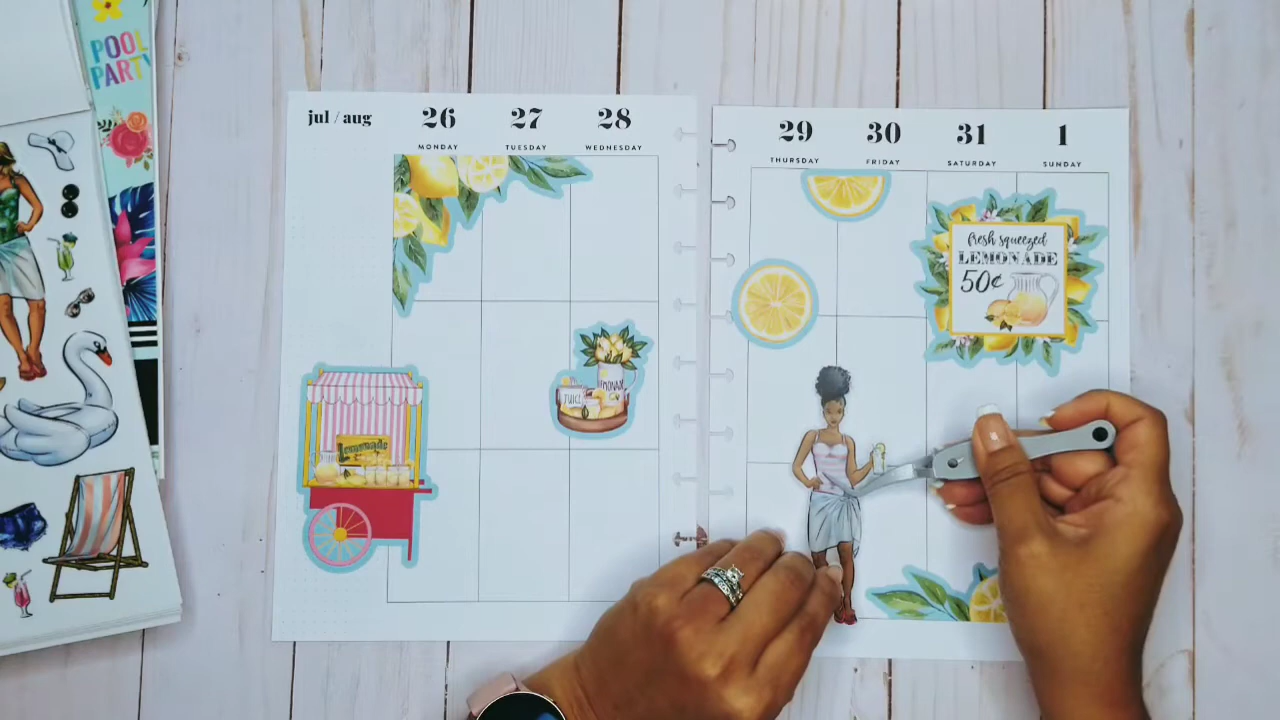 POOL
PARTY
jul / aug
26
MONDAY
27
TUESDAY
28
WEDNESDAY
29
THURSDAY
30
FRIDAY
31
SATURDAY
1
SUNDAY
fresh squeezed
LEMONADE
50¢
Lemonade
JUICE